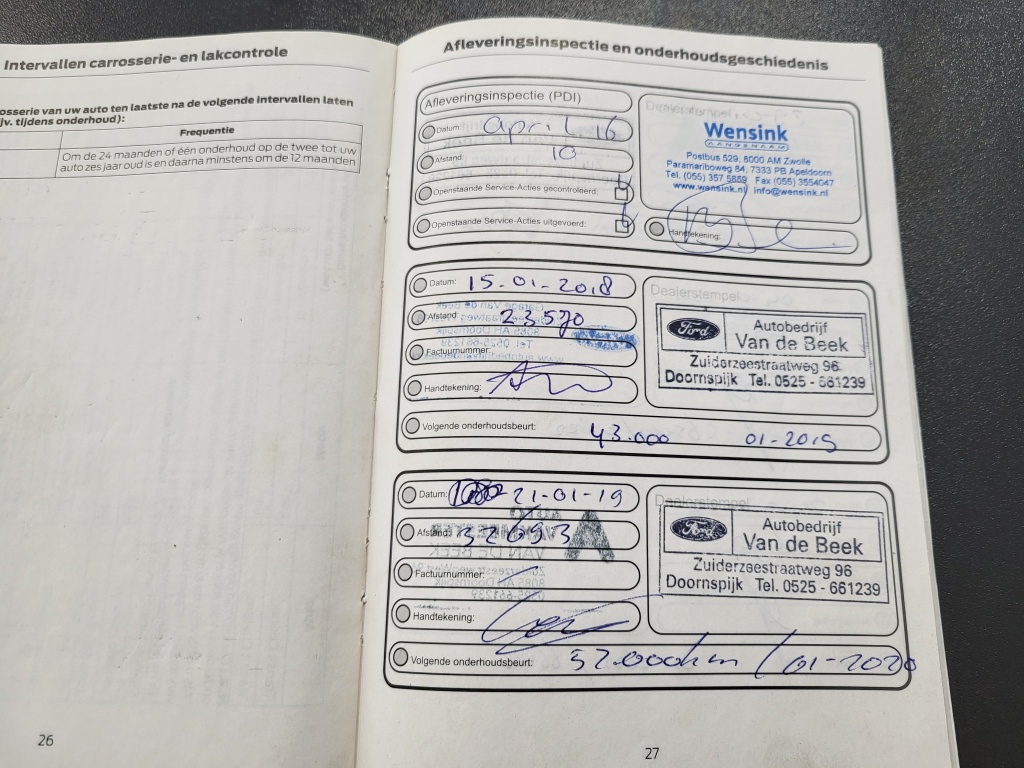 Intervallen carrosserie- en lakcontrole
osserie van uw auto ten laatste na de volgende intervallen laten
jv. tijdens onderhoud):
Frequentie
Om de 24 maanden of één onderhoud op de twee tot uw
auto zes jaar oud is en daarna minstens om de 12 maanden
26
Afleveringsinspectie en onderhoudsgeschiedenis
Afleveringsinspectie (PDI)
Datum: april 16
Afstand: 10
Openstaande Service-Acties gecontroleerd:
Openstaande Service-Acties uitgevoerd:
Dealerstempel
Wensink
AANGENAAM
Postbus 529, 8000 AM Zwolle
Paramariboweg 84, 7333 PB Apeldoorn
Tel. (055) 357 5859 Fax (055) 3554047
www.wensink.nl info@wensink.nl
Handtekening:
Datum: 15-01-2018
Afstand: 23570
Factuurnummer:
Handtekening:
Dealerstempel
Ford
Autobedrijf
Van de Beek
Zuiderzeestraatweg 96
Doornspijk Tel. 0525 - 661239
Volgende onderhoudsbeurt: 43.000 01-2019
Datum: 21-01-19
Afstand: 32693
Factuurnummer:
Handtekening:
Dealerstempel
Ford
Autobedrijf
Van de Beek
Zuiderzeestraatweg 96
Doornspijk Tel. 0525 - 661239
Volgende onderhoudsbeurt: 52.000km / 01-2020
27